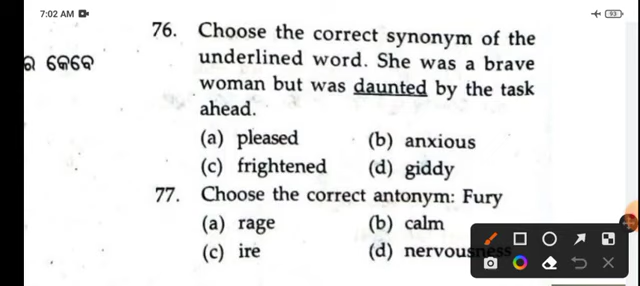 7:02 AM
93
ର କେବେ
76. Choose the correct synonym of the
underlined word. She was a brave
woman but was daunted by the task
ahead.
(a) pleased (b) anxious
(c) frightened (d) giddy
77. Choose the correct antonym: Fury
(a) rage (b) calm
(c) ire (d) nervousness